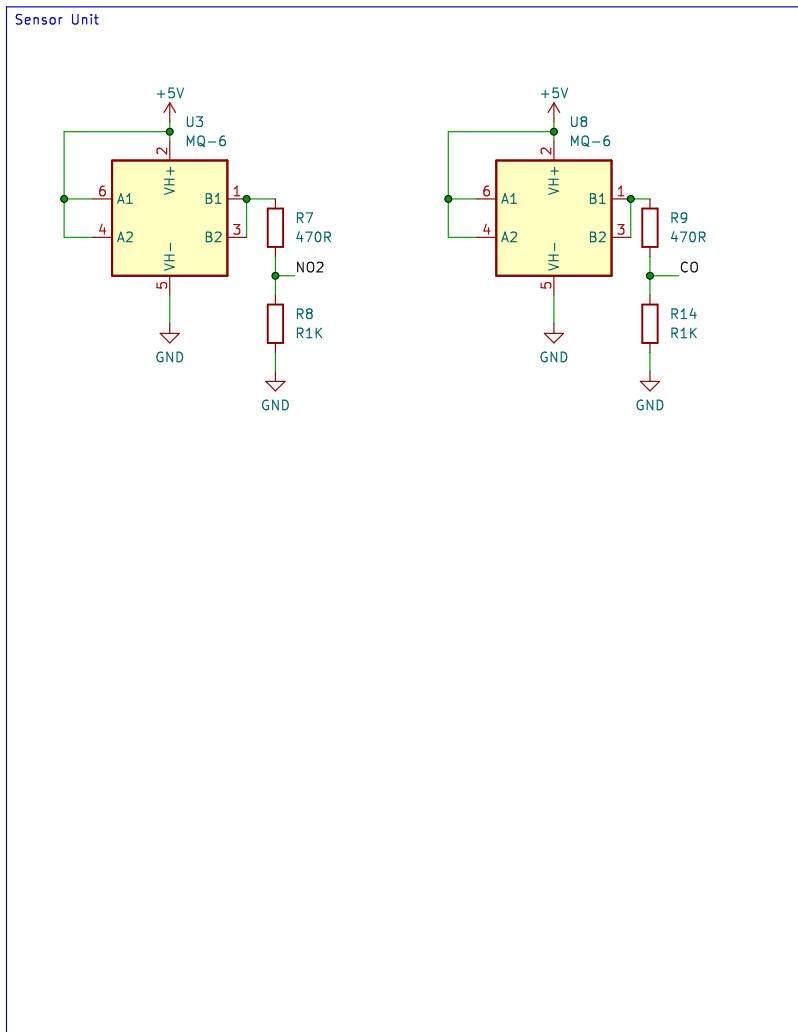 Sensor Unit
+5V
U3
MQ-6
2
VH+
6
A1
B1
1
4
A2
B2
3
VH-
5
GND
R7
470R
NO2
R8
R1K
GND
+5V
U8
MQ-6
2
VH+
6
A1
B1
1
4
A2
B2
3
VH-
5
GND
R9
470R
CO
R14
R1K
GND